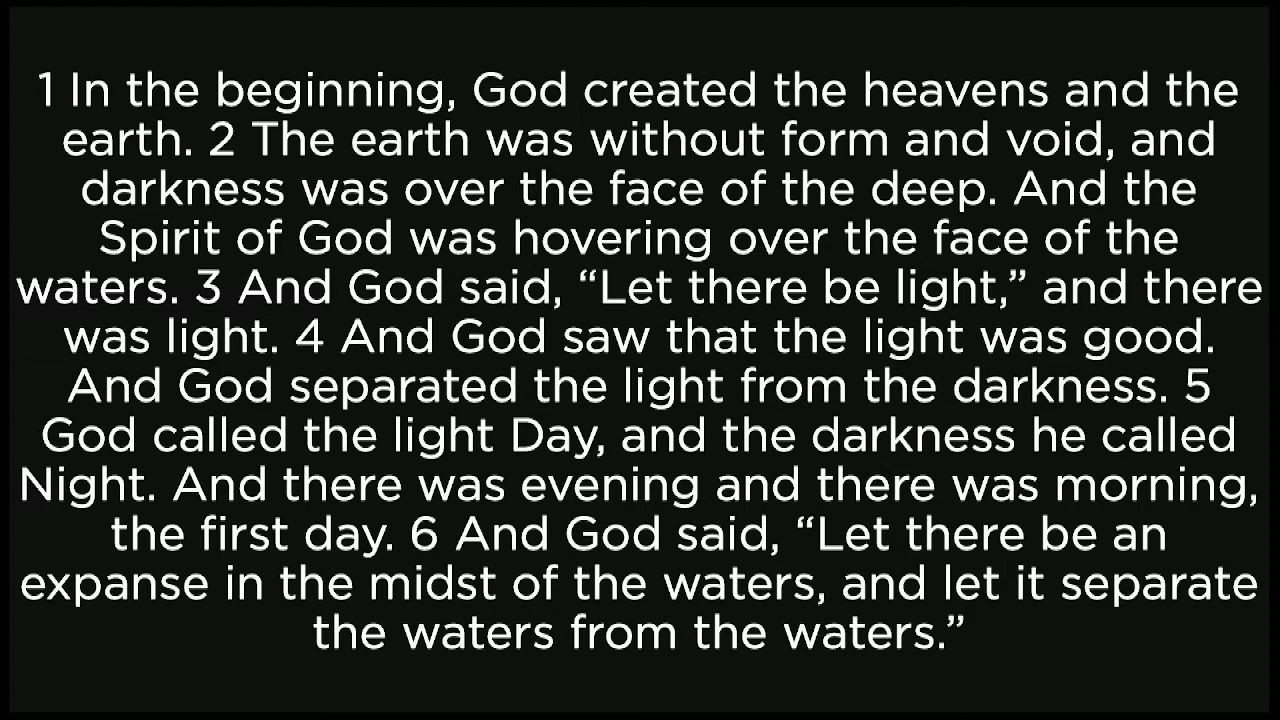 1 In the beginning, God created the heavens and the
earth. 2 The earth was without form and void, and
darkness was over the face of the deep. And the
Spirit of God was hovering over the face of the
waters. 3 And God said, “Let there be light,” and there
was light. 4 And God saw that the light was good.
And God separated the light from the darkness. 5
God called the light Day, and the darkness he called
Night. And there was evening and there was morning,
the first day. 6 And God said, “Let there be an
expanse in the midst of the waters, and let it separate
the waters from the waters.”